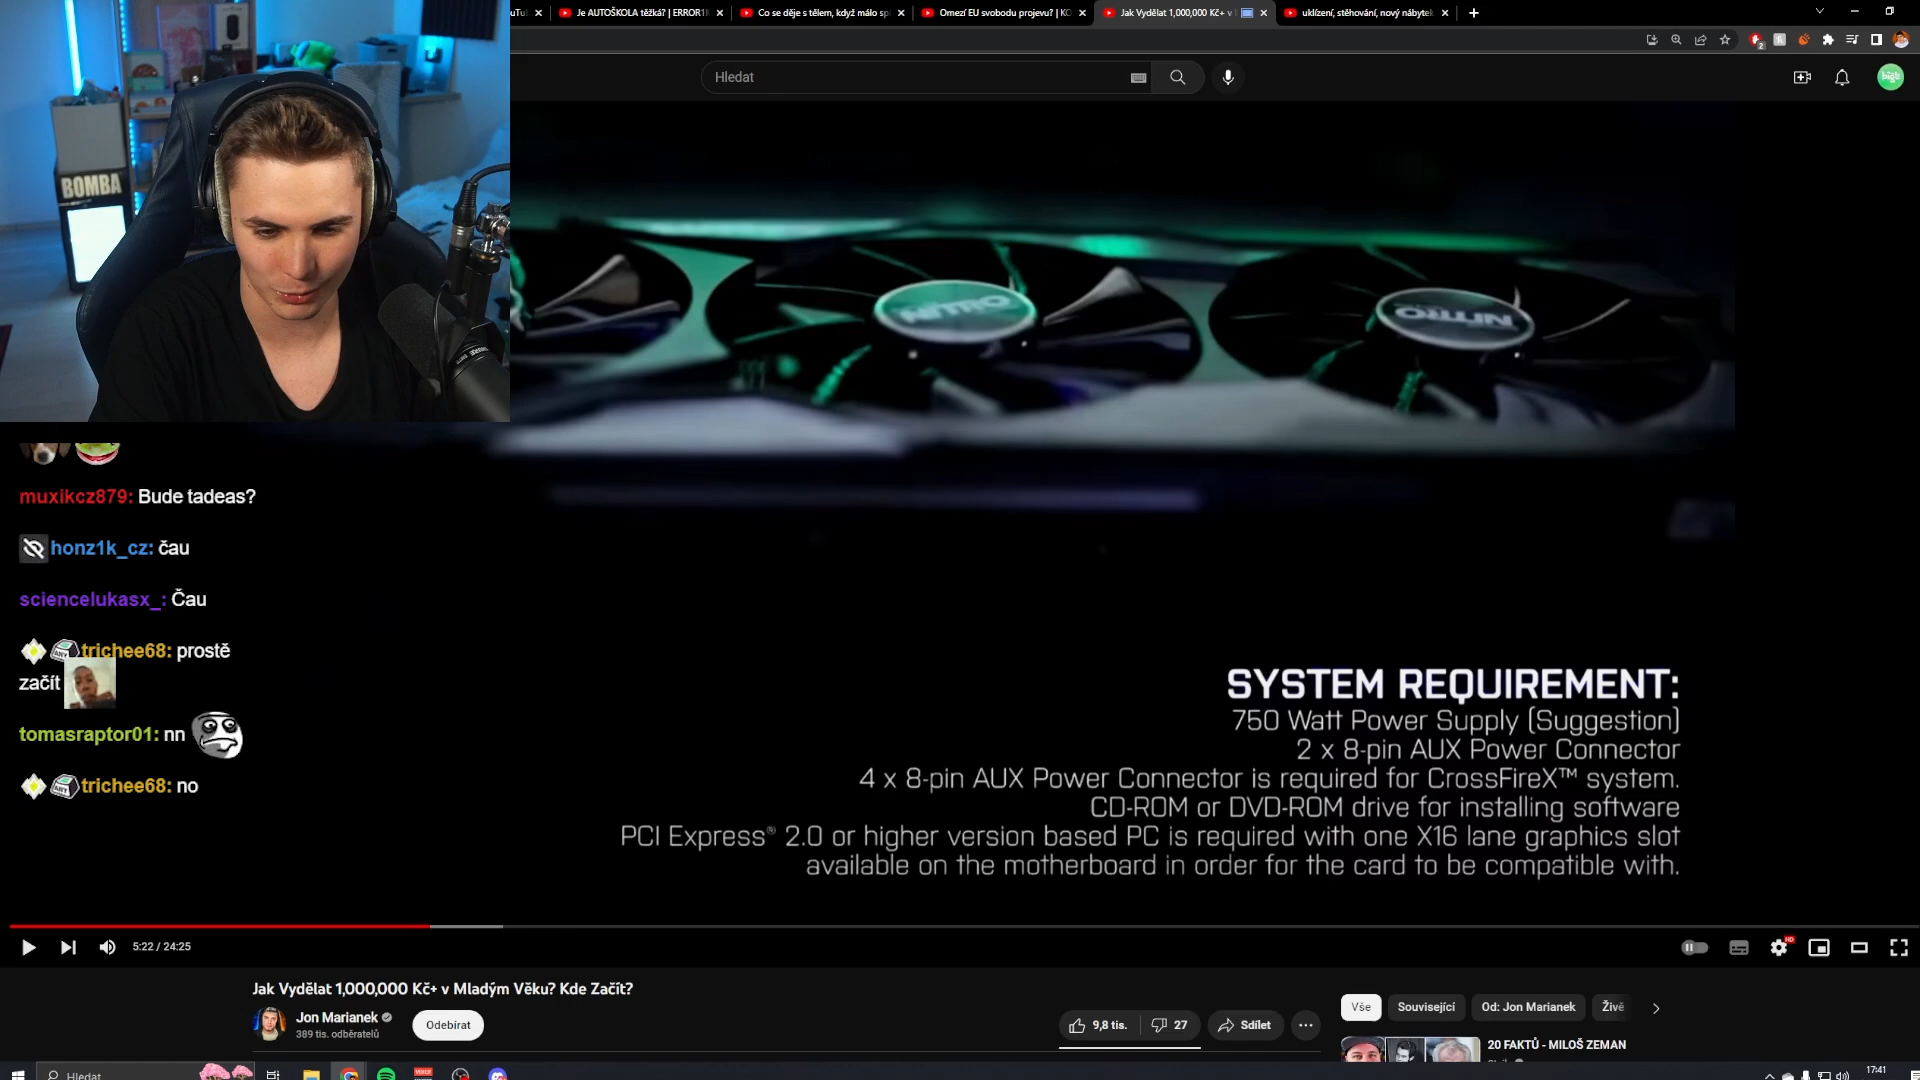 Je AUTOŠKOLA těžká? | ERROR1
Co se děje s tělem, když málo sp
Omezí EU svobodu projevu? | KO
Jak Vydělat 1,000,000 Kč+ v
uklízení, stěhování, nový nábytek
Hledat
bigz
BOMBA
NITRO
NITRO
muxikcz879: Bude tadeas?
honz1k_cz: čau
sciencelukasx_: Čau
trichee68: prostě
začít
tomasraptor01: nn
trichee68: no
SYSTEM REQUIREMENT:
750 Watt Power Supply (Suggestion)
2 x 8-pin AUX Power Connector
4 x 8-pin AUX Power Connector is required for CrossFireX™ system.
CD-ROM or DVD-ROM drive for installing software
PCI Express® 2.0 or higher version based PC is required with one X16 lane graphics slot
available on the motherboard in order for the card to be compatible with.
5:22 / 24:25
HD
Jak Vydělat 1,000,000 Kč+ v Mladým Věku? Kde Začít?
Jon Marianek
389 tis. odběratelů
Odebírat
9,8 tis.
27
Sdílet
Vše
Související
Od: Jon Marianek
Živě
20 FAKTŮ - MILOŠ ZEMAN
Hledat
17:41